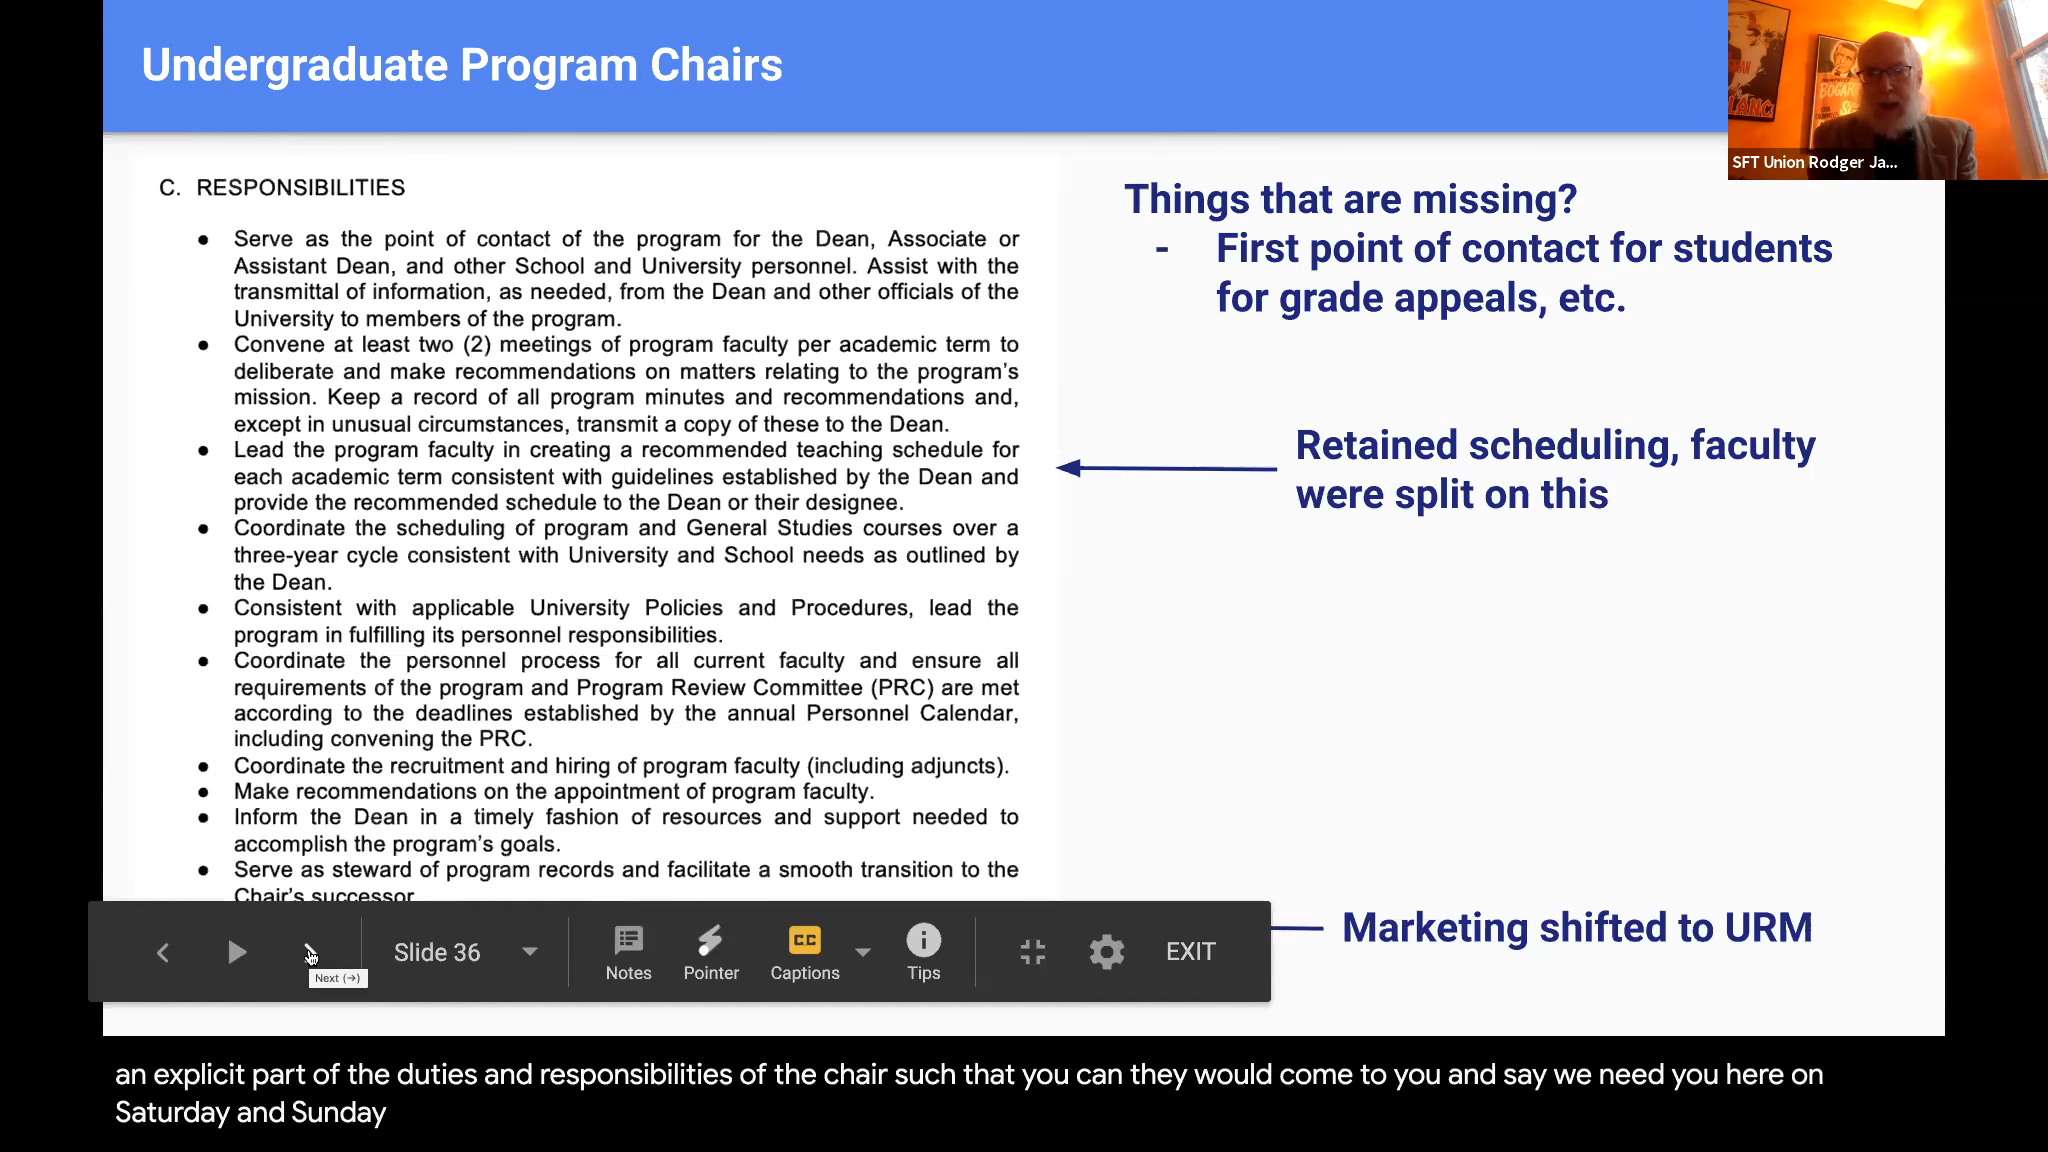 Undergraduate Program Chairs
BOGAR
LANC
SFT Union Rodger Ja...
C. RESPONSIBILITIES
● Serve as the point of contact of the program for the Dean, Associate or
Assistant Dean, and other School and University personnel. Assist with the
transmittal of information, as needed, from the Dean and other officials of the
University to members of the program.
● Convene at least two (2) meetings of program faculty per academic term to
deliberate and make recommendations on matters relating to the program's
mission. Keep a record of all program minutes and recommendations and,
except in unusual circumstances, transmit a copy of these to the Dean.
● Lead the program faculty in creating a recommended teaching schedule for
each academic term consistent with guidelines established by the Dean and
provide the recommended schedule to the Dean or their designee.
● Coordinate the scheduling of program and General Studies courses over a
three-year cycle consistent with University and School needs as outlined by
the Dean.
● Consistent with applicable University Policies and Procedures, lead the
program in fulfilling its personnel responsibilities.
● Coordinate the personnel process for all current faculty and ensure all
requirements of the program and Program Review Committee (PRC) are met
according to the deadlines established by the annual Personnel Calendar,
including convening the PRC.
● Coordinate the recruitment and hiring of program faculty (including adjuncts).
● Make recommendations on the appointment of program faculty.
● Inform the Dean in a timely fashion of resources and support needed to
accomplish the program's goals.
● Serve as steward of program records and facilitate a smooth transition to the
Chair's successor
Things that are missing?
- First point of contact for students
for grade appeals, etc.
Retained scheduling, faculty
were split on this
Marketing shifted to URM
Slide 36
Notes
Pointer
CC
Captions
Tips
EXIT
Next (→)
an explicit part of the duties and responsibilities of the chair such that you can they would come to you and say we need you here on
Saturday and Sunday